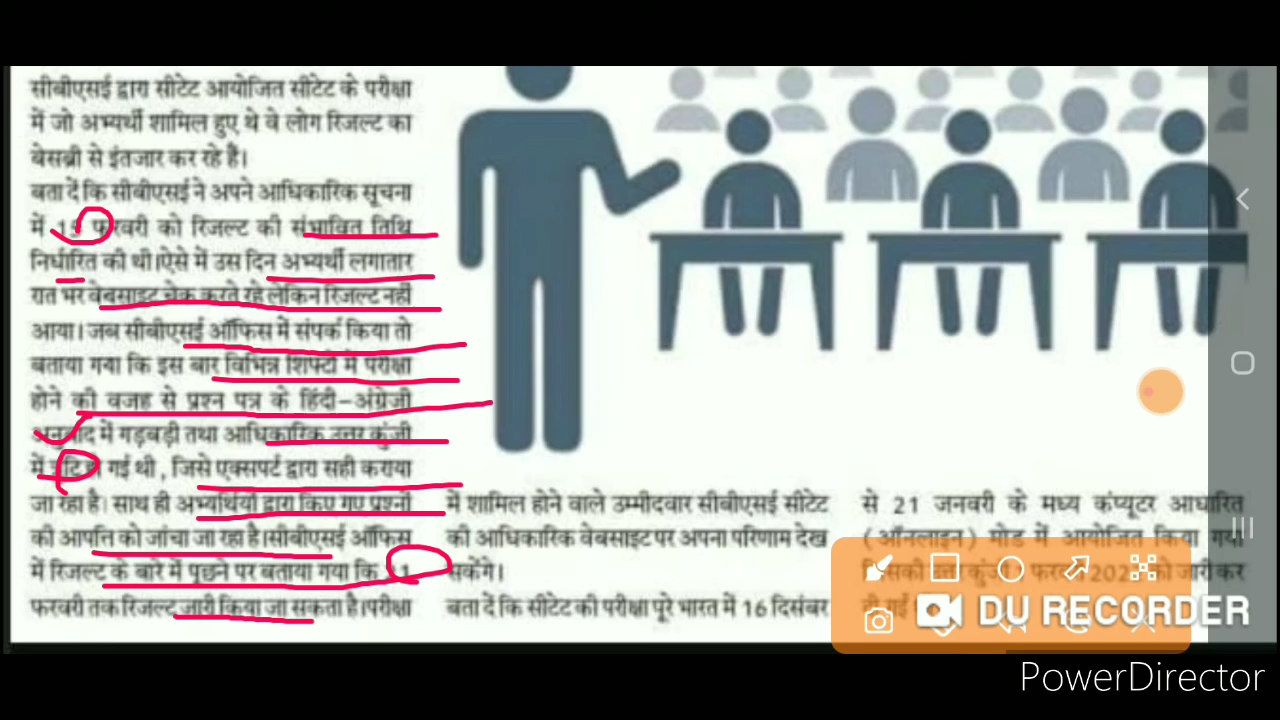 सीबीएसई द्वारा सीटेट आयोजित सीटेट के परीक्षा
में जो अभ्यर्थी शामिल हुए थे वे लोग रिजल्ट का
बेसब्री से इंतजार कर रहे हैं।
बता दें कि सीबीएसई ने अपने आधिकारिक सूचना
में 15 फरवरी को रिजल्ट की संभावित तिथि
निर्धारित की थी।ऐसे में उस दिन अभ्यर्थी लगातार
रात भर वेबसाइट चेक करते रहे लेकिन रिजल्ट नहीं
आया। जब सीबीएसई ऑफिस में संपर्क किया तो
बताया गया कि इस बार विभिन्न शिफ्टों में परीक्षा
होने की वजह से प्रश्न पत्र के हिंदी-अंग्रेजी
अनुवाद में गड़बड़ी तथा आधिकारिक उत्तर कुंजी
में त्रुटि हो गई थी, जिसे एक्सपर्ट द्वारा सही कराया
जा रहा है। साथ ही अभ्यर्थियों द्वारा किए गए प्रश्नों
की आपत्ति को जांचा जा रहा है।सीबीएसई ऑफिस
में रिजल्ट के बारे में पूछने पर बताया गया कि
फरवरी तक रिजल्ट जारी किया जा सकता है।परीक्षा
में शामिल होने वाले उम्मीदवार सीबीएसई सीटेट
की आधिकारिक वेबसाइट पर अपना परिणाम देख
सकेंगे।
बता दें कि सीटेट की परीक्षा पूरे भारत में 16 दिसंबर
से 21 जनवरी के मध्य कंप्यूटर आधारित
(ऑनलाइन) मोड में आयोजित किया गया
फरवरी जारी कर
DU RECORDER
PowerDirector